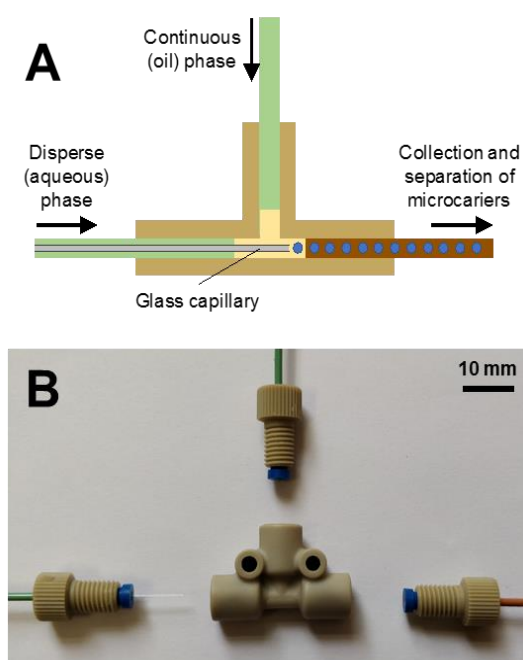 A
Continuous
(oil) phase
Disperse
(aqueous)
phase
Collection and
separation of
microcariers
Glass capillary
B
10 mm